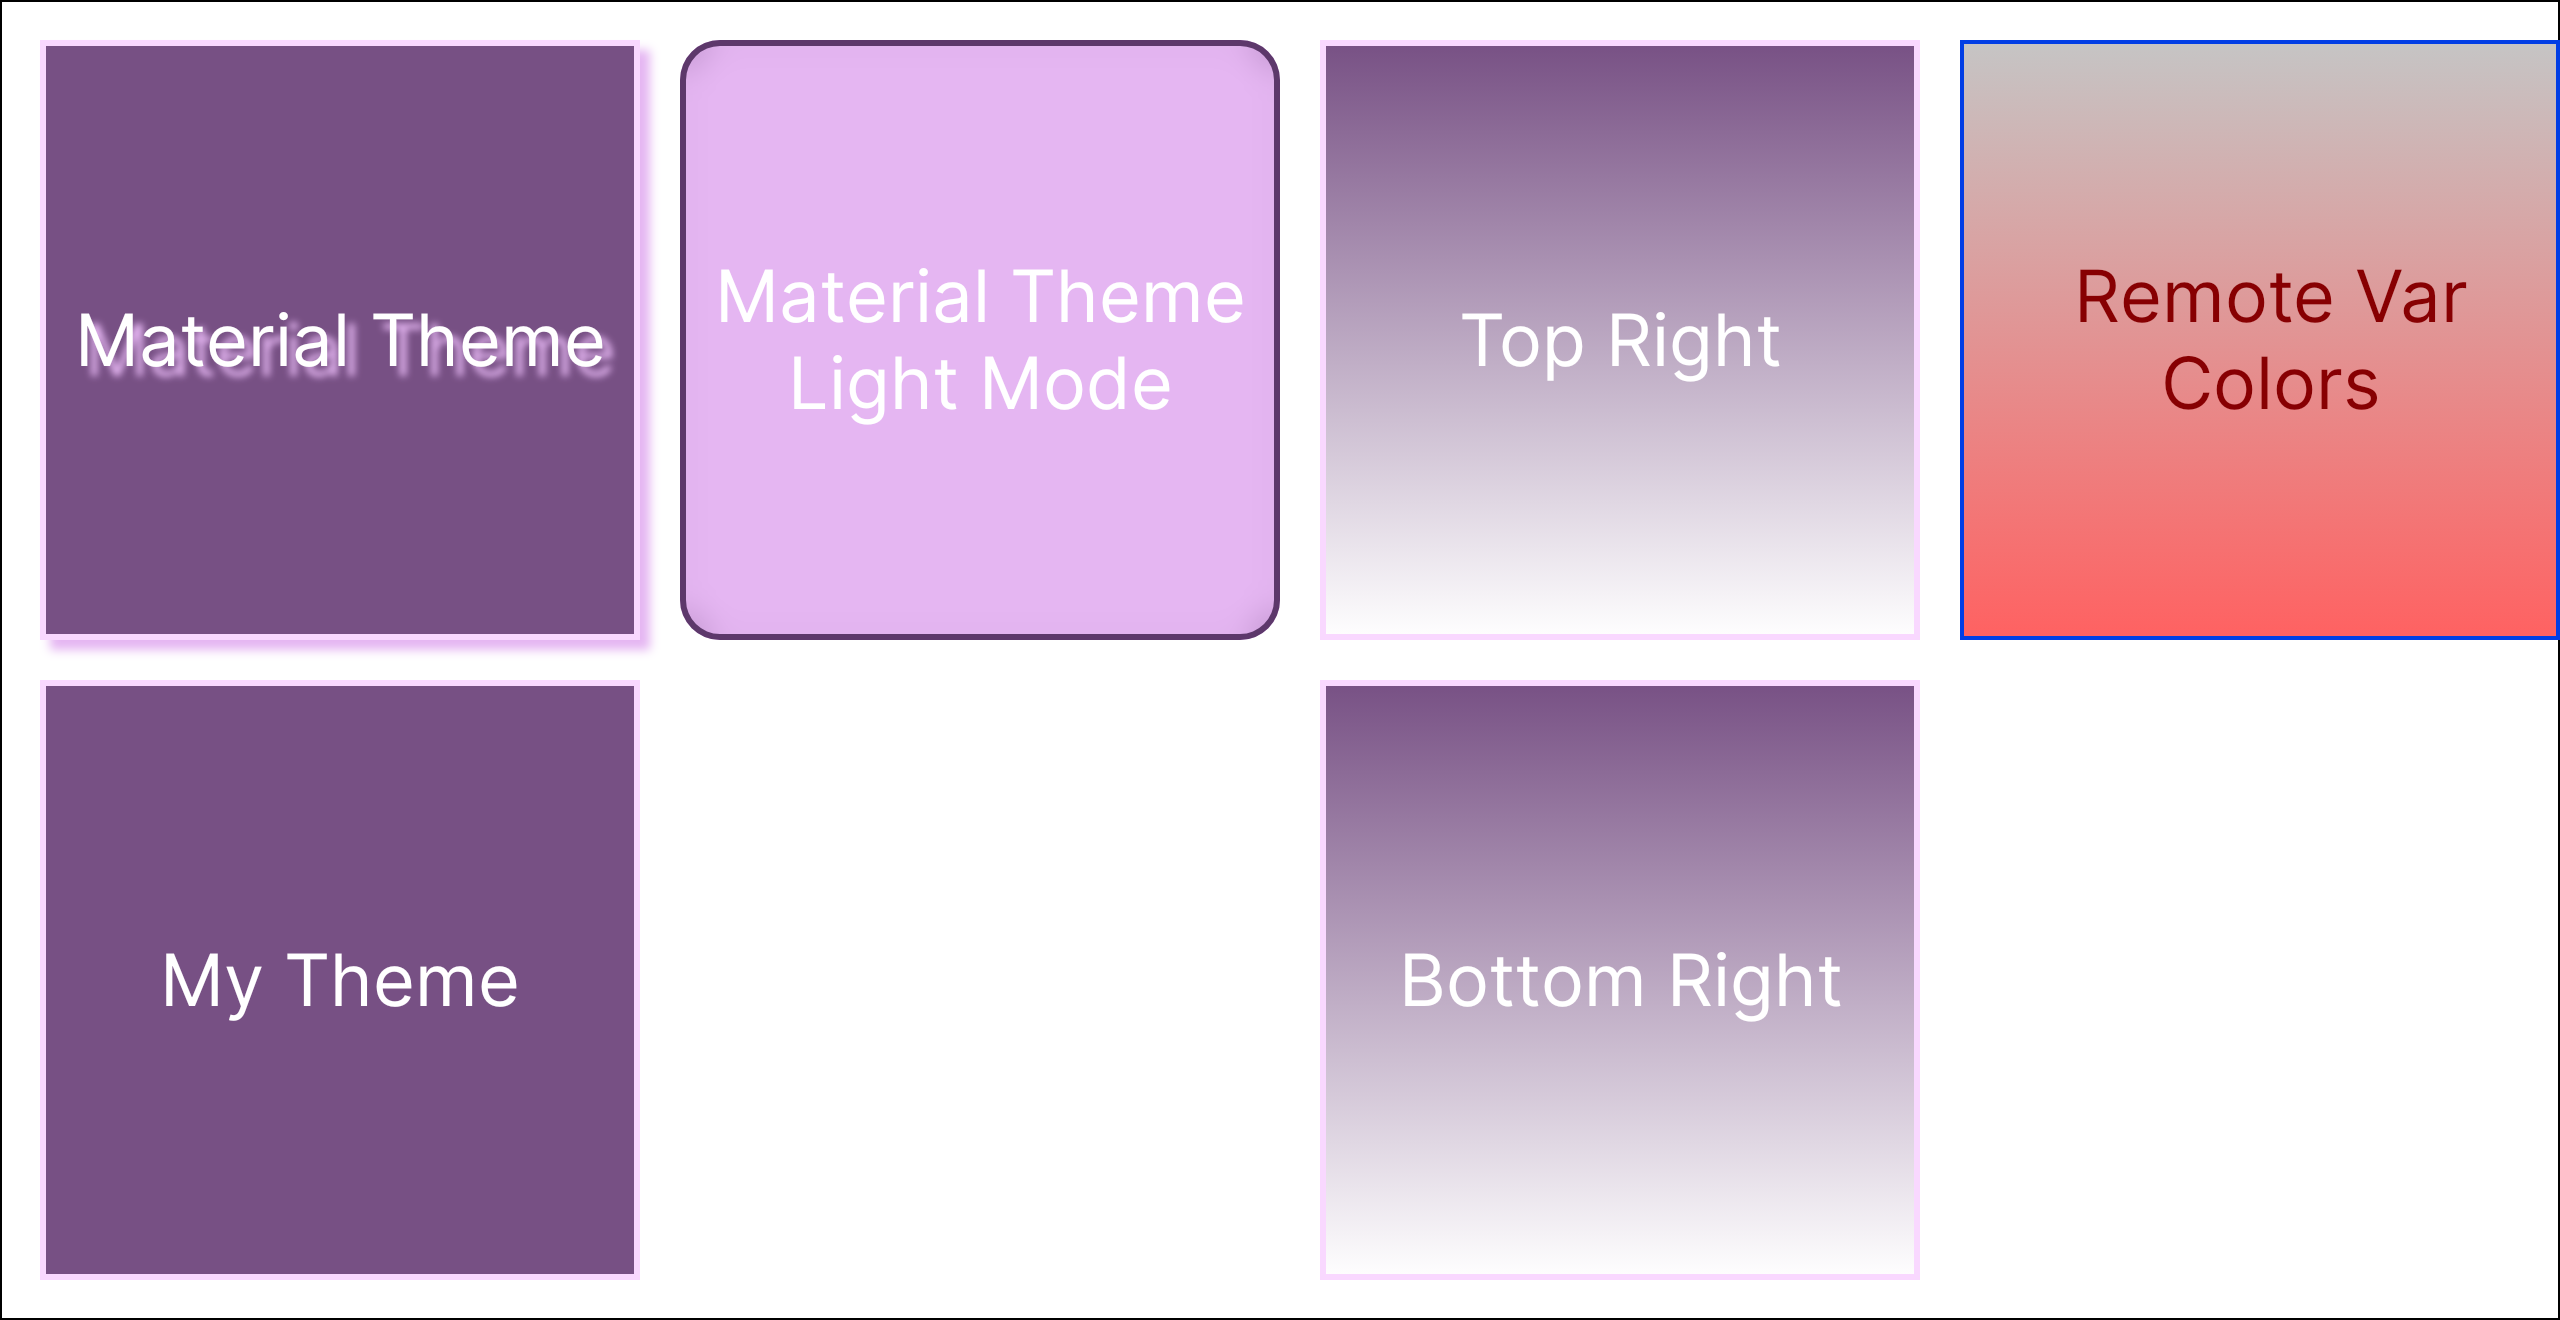 Material Theme
Material Theme
Light Mode
Top Right
Remote Var
Colors
My Theme
Bottom Right